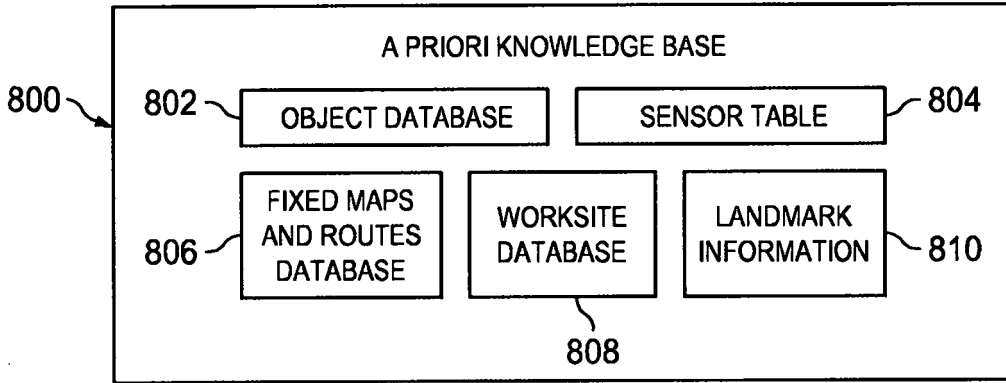 A PRIORI KNOWLEDGE BASE
800
802
OBJECT DATABASE
SENSOR TABLE
804
806
FIXED MAPS
AND ROUTES
DATABASE
WORKSITE
DATABASE
LANDMARK
INFORMATION
810
808